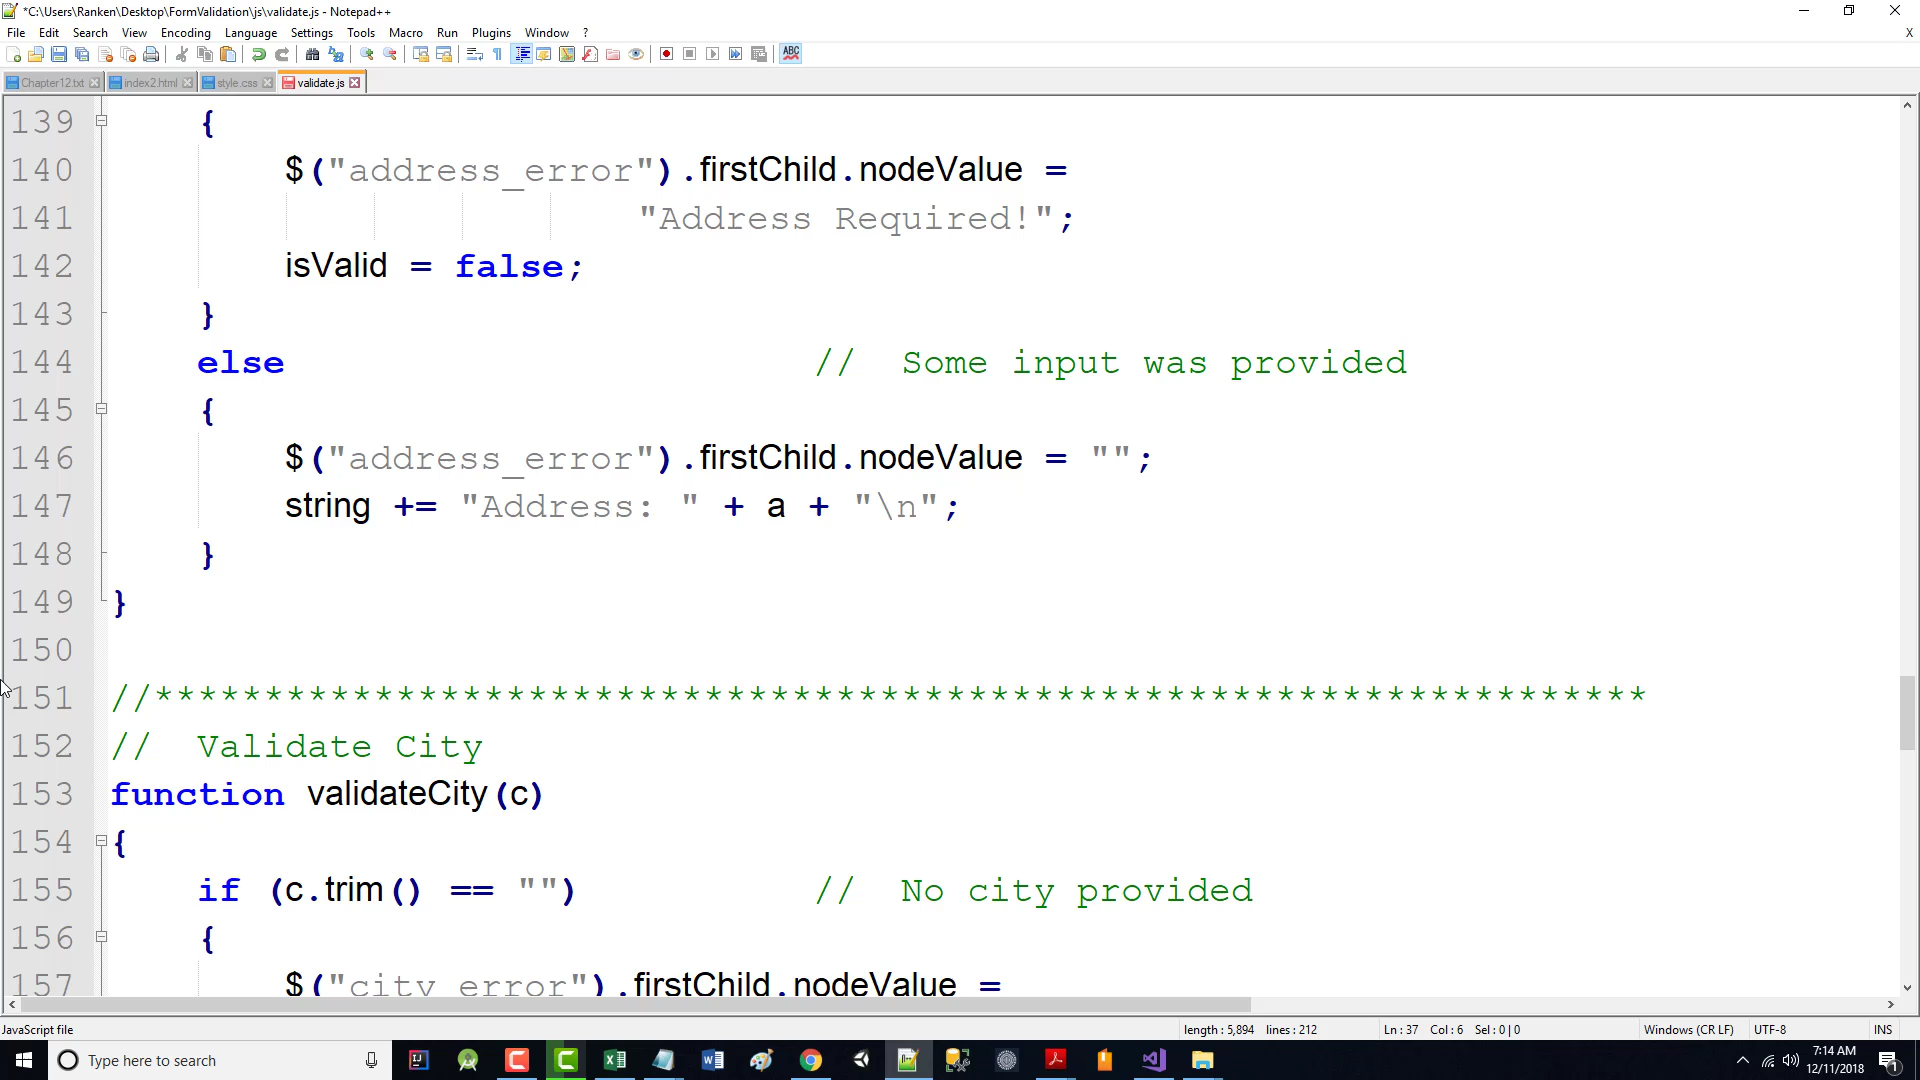 *C:\Users\Ranken\Desktop\FormValidation\js\validate.js - Notepad++
File Edit Search View Encoding Language Settings Tools Macro Run Plugins Window ? X
Chapter12.txt index2.html style.css validate.js
139 {
140 $("address_error").firstChild.nodeValue =
141 "Address Required!";
142 isValid = false;
143 }
144 else // Some input was provided
145 {
146 $("address_error").firstChild.nodeValue = "";
147 string += "Address: " + a + "\n";
148 }
149 }
150
151 //********************************************************************
152 // Validate City
153 function validateCity(c)
154 {
155 if (c.trim() == "") // No city provided
156 {
157 $("city_error").firstChild.nodeValue =
JavaScript file length : 5,894 lines : 212 Ln : 37 Col : 6 Sel : 0 | 0 Windows (CR LF) UTF-8 INS
Type here to search
7:14 AM
12/11/2018